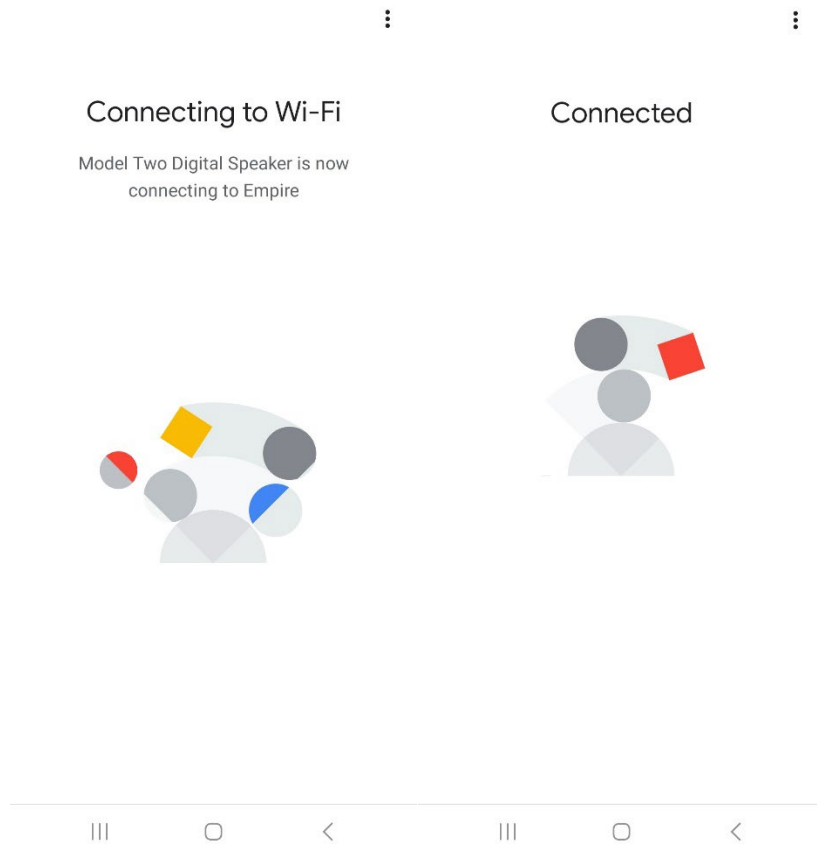 Connecting to Wi-Fi
Model Two Digital Speaker is now
connecting to Empire
Connected